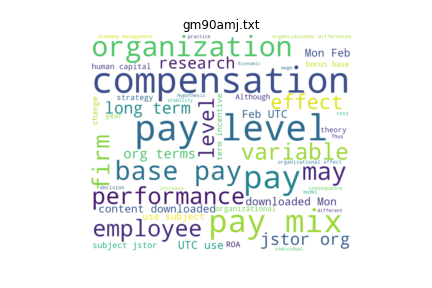 gm90amj.txt
economy management
practice
organizational differences
organization
Mon Feb
human capital
research
Economic
bonus base
compensation
wage
change
strategy
Hypothesis
stability
Although
effect
long term
level
term incentive
Feb UTC
cost
year
pay level
theory
Thus
firm
org terms
variable
base pay
pay
may
organizational effect
decision
increase
model
consequence
performance
downloaded Mon
content downloaded
organizational
different
use subject
pay mix
employee
subject jstor
UTC use
ROA
individual
jstor org